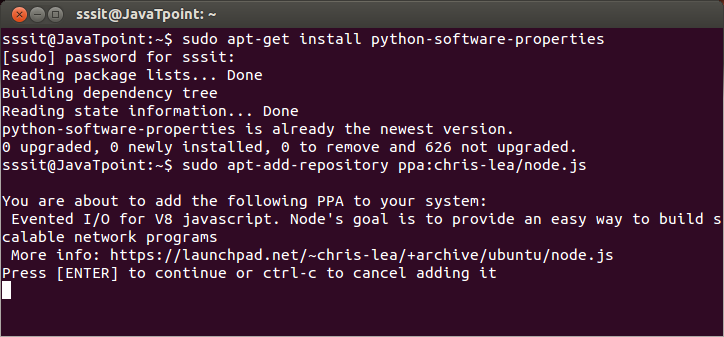 sssit@JavaTpoint: ~
sssit@JavaTpoint:~$ sudo apt-get install python-software-properties
[sudo] password for sssit:
Reading package lists... Done
Building dependency tree
Reading state information... Done
python-software-properties is already the newest version.
0 upgraded, 0 newly installed, 0 to remove and 626 not upgraded.
sssit@JavaTpoint:~$ sudo apt-add-repository ppa:chris-lea/node.js
You are about to add the following PPA to your system:
Evented I/O for V8 javascript. Node's goal is to provide an easy way to build s
calable network programs
More info: https://launchpad.net/~chris-lea/+archive/ubuntu/node.js
Press [ENTER] to continue or ctrl-c to cancel adding it